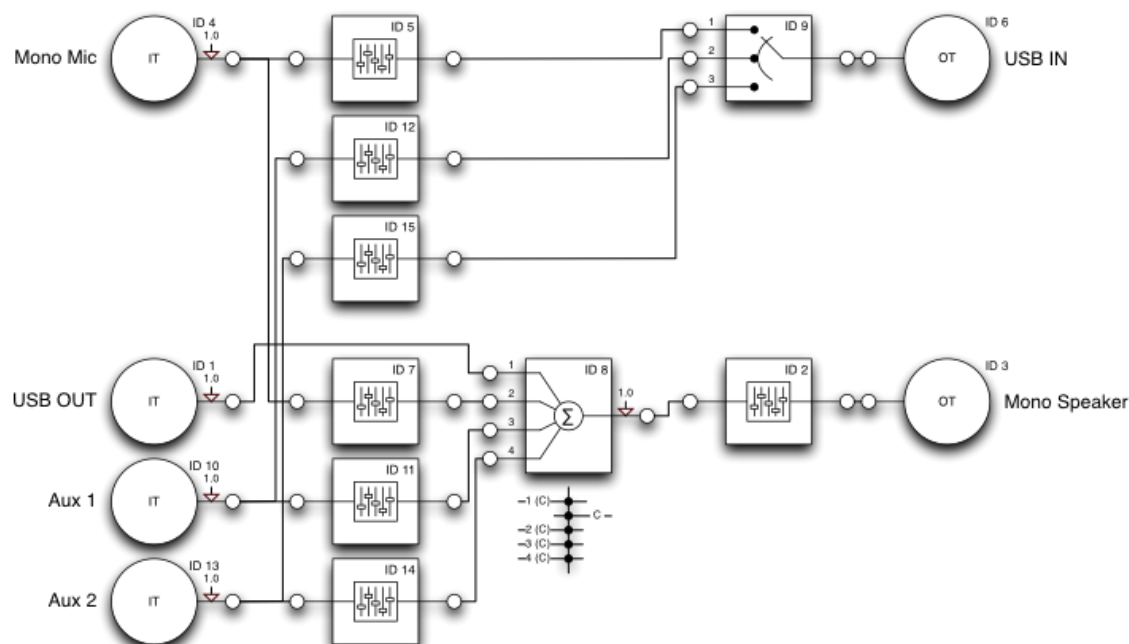 ID 4
1.0
Mono Mic
IT
ID 5
1
2
3
ID 9
ID 6
OT
USB IN
ID 12
ID 15
ID 1
1.0
USB OUT
IT
ID 7
1
2
3
4
ID 8
Σ
1.0
ID 2
ID 3
OT
Mono Speaker
ID 10
1.0
Aux 1
IT
ID 11
–1 (C)
C –
–2 (C)
–3 (C)
–4 (C)
ID 13
1.0
Aux 2
IT
ID 14